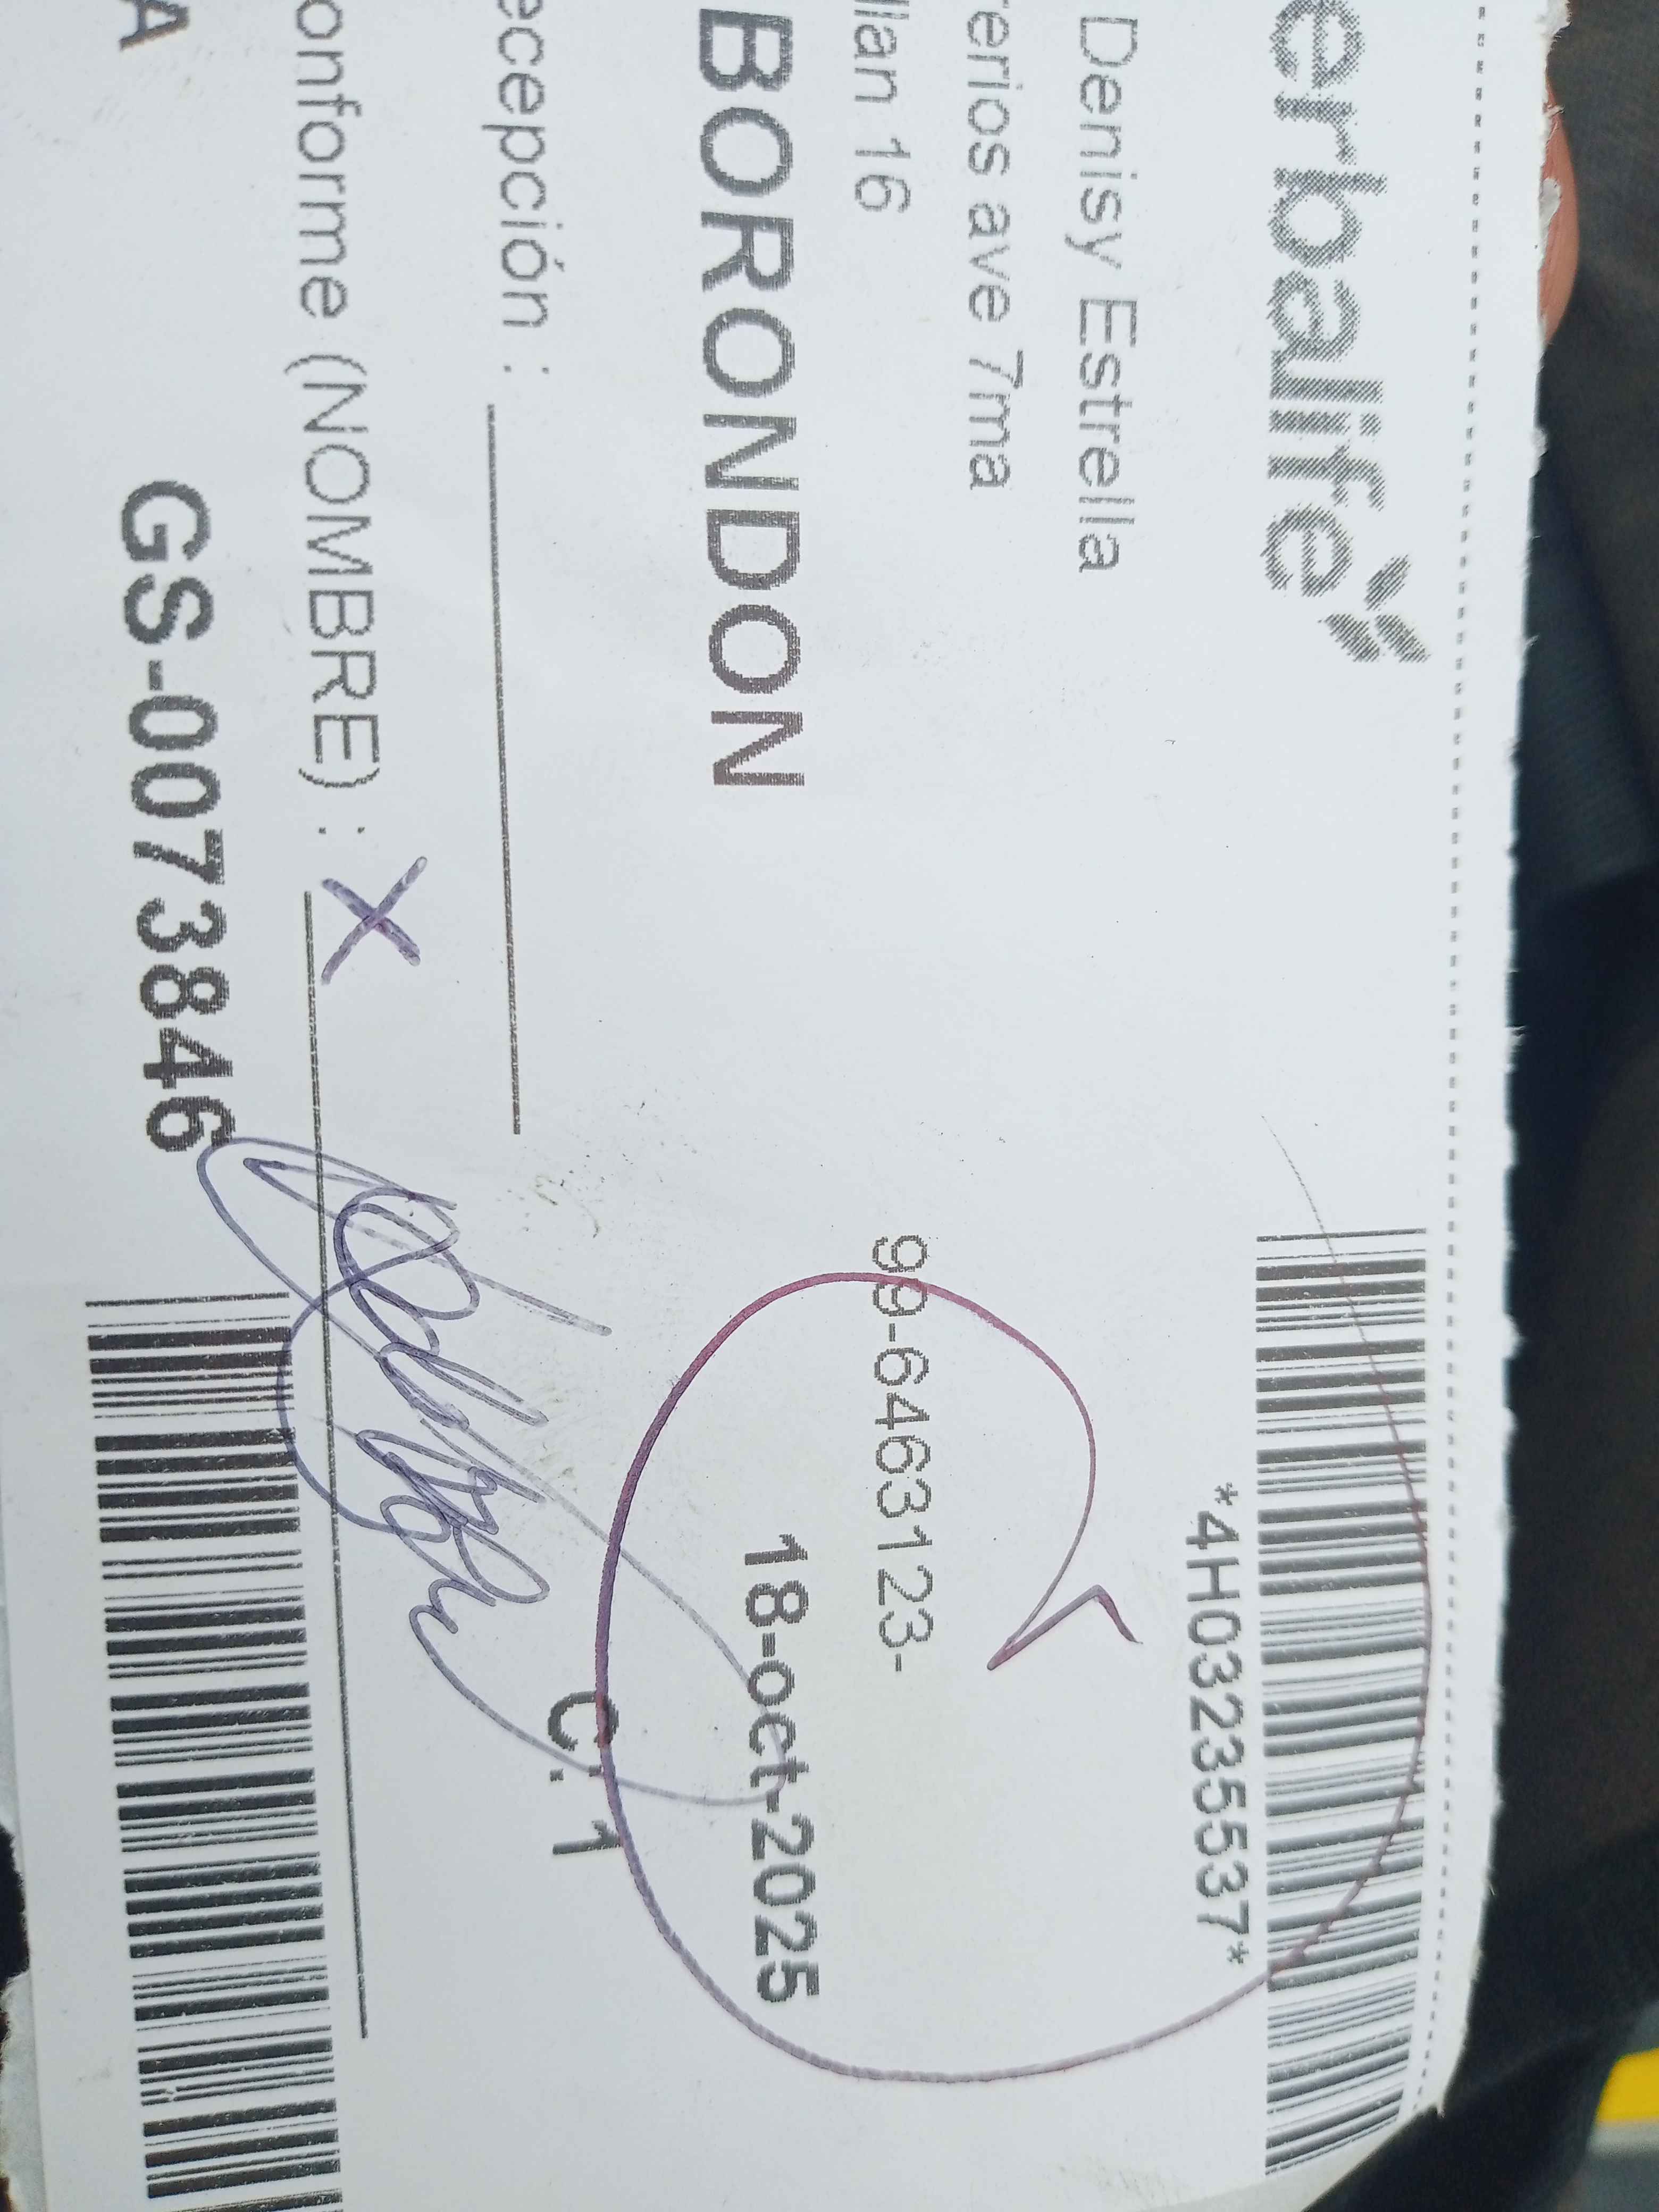 erbalife
*4H03235537*
Denisy Estrella
erios ave 7ma
llan 16
99-6463123-
BORONDON
18-oct-2025
ecepción :
C: 1
onforme (NOMBRE) : X
A
GS-0073846